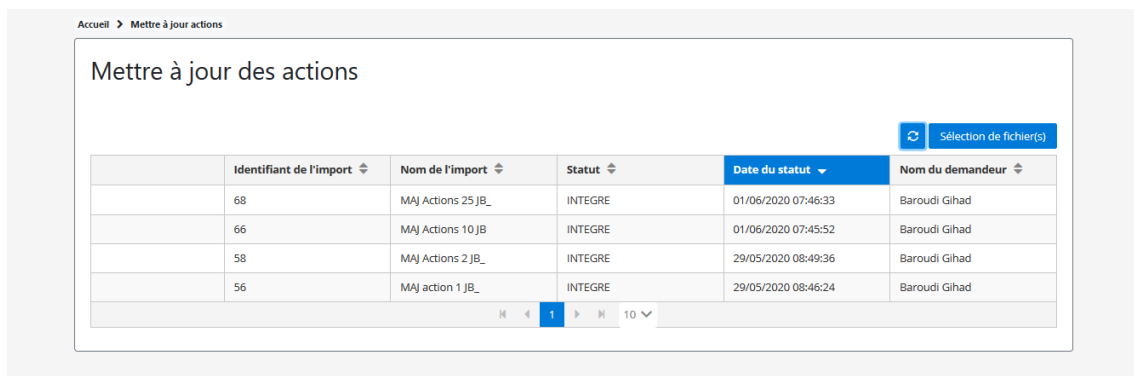 Accueil > Mettre à jour actions
Mettre à jour des actions
Sélection de fichier(s)
Identifiant de l'import Nom de l'import Statut Date du statut Nom du demandeur
68 MAJ Actions 25 JB_ INTEGRE 01/06/2020 07:46:33 Baroudi Gihad
66 MAJ Actions 10 JB INTEGRE 01/06/2020 07:45:52 Baroudi Gihad
58 MAJ Actions 2 JB_ INTEGRE 29/05/2020 08:49:36 Baroudi Gihad
56 MAJ action 1 JB_ INTEGRE 29/05/2020 08:46:24 Baroudi Gihad
1 10